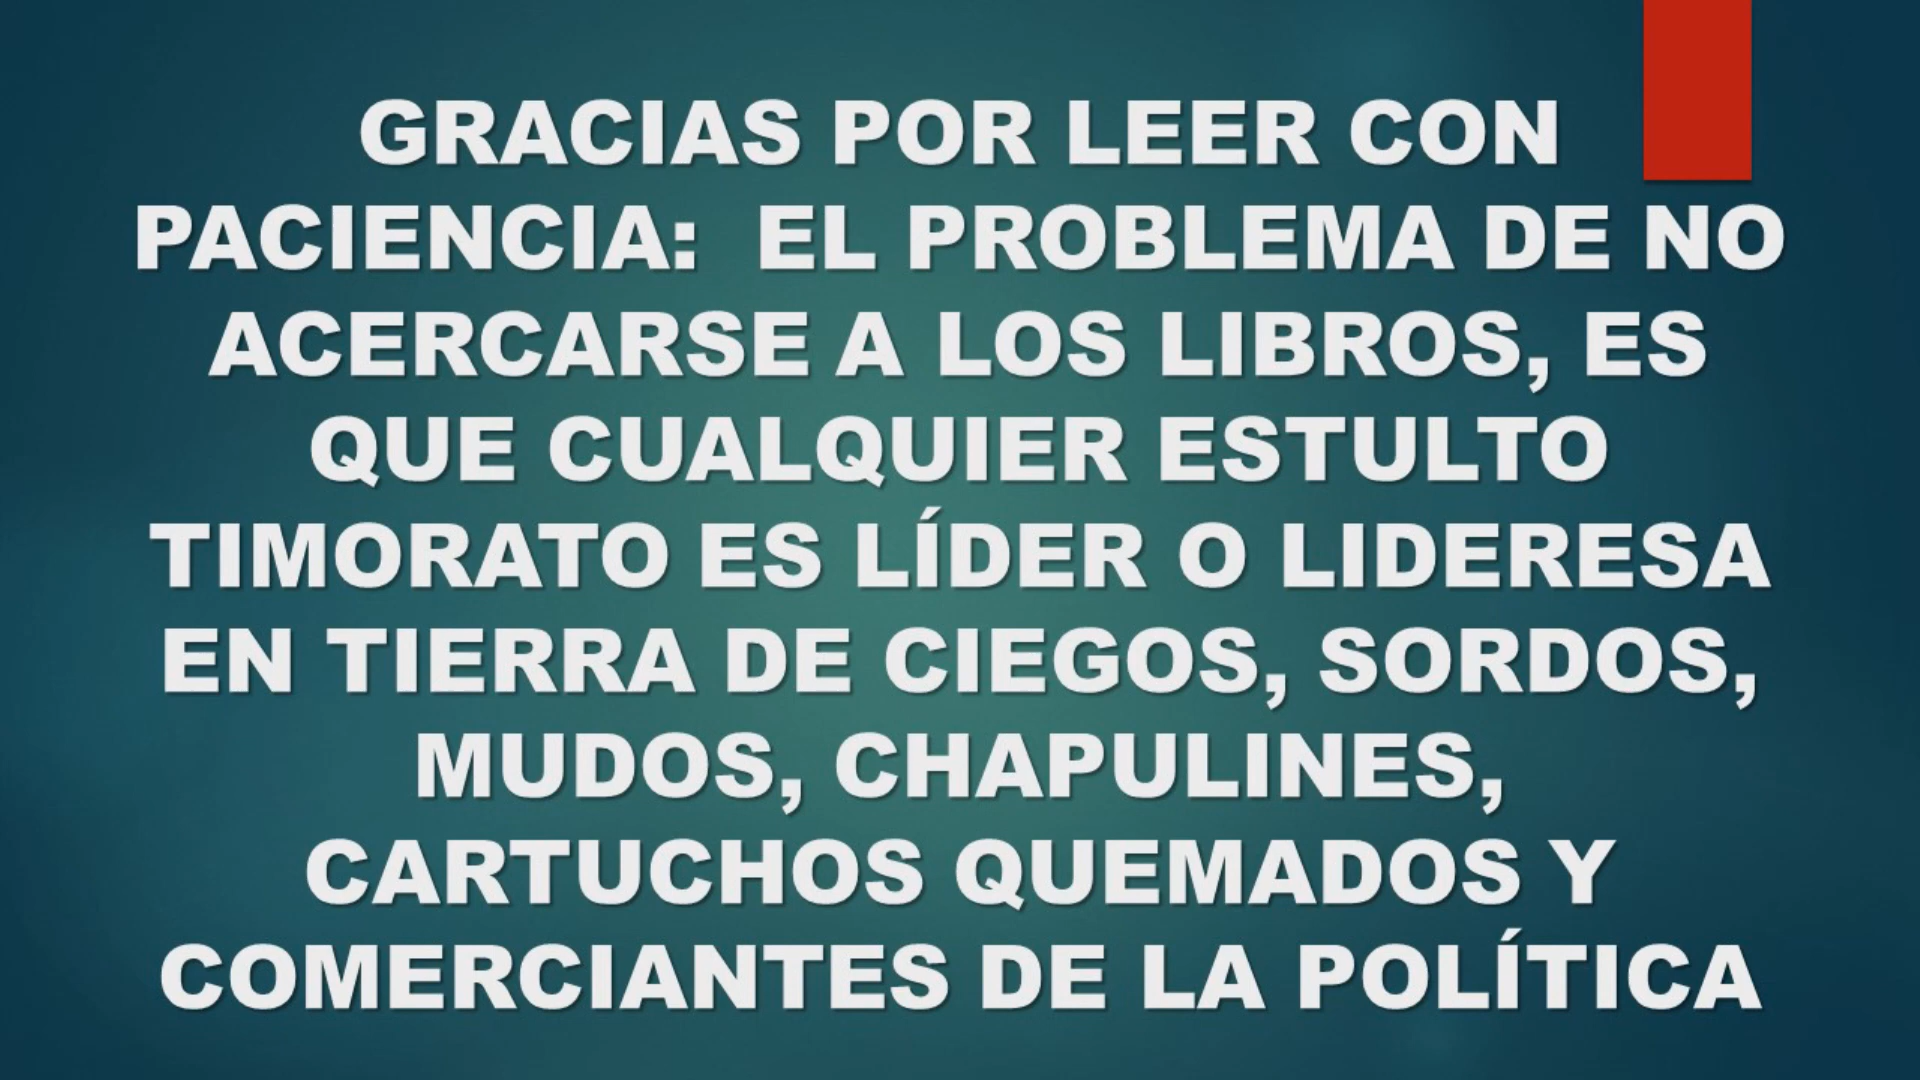 GRACIAS POR LEER CON
PACIENCIA:  EL PROBLEMA DE NO
ACERCARSE A LOS LIBROS, ES
QUE CUALQUIER ESTULTO
TIMORATO ES LÍDER O LIDERESA
EN TIERRA DE CIEGOS, SORDOS,
MUDOS, CHAPULINES,
CARTUCHOS QUEMADOS Y
COMERCIANTES DE LA POLÍTICA